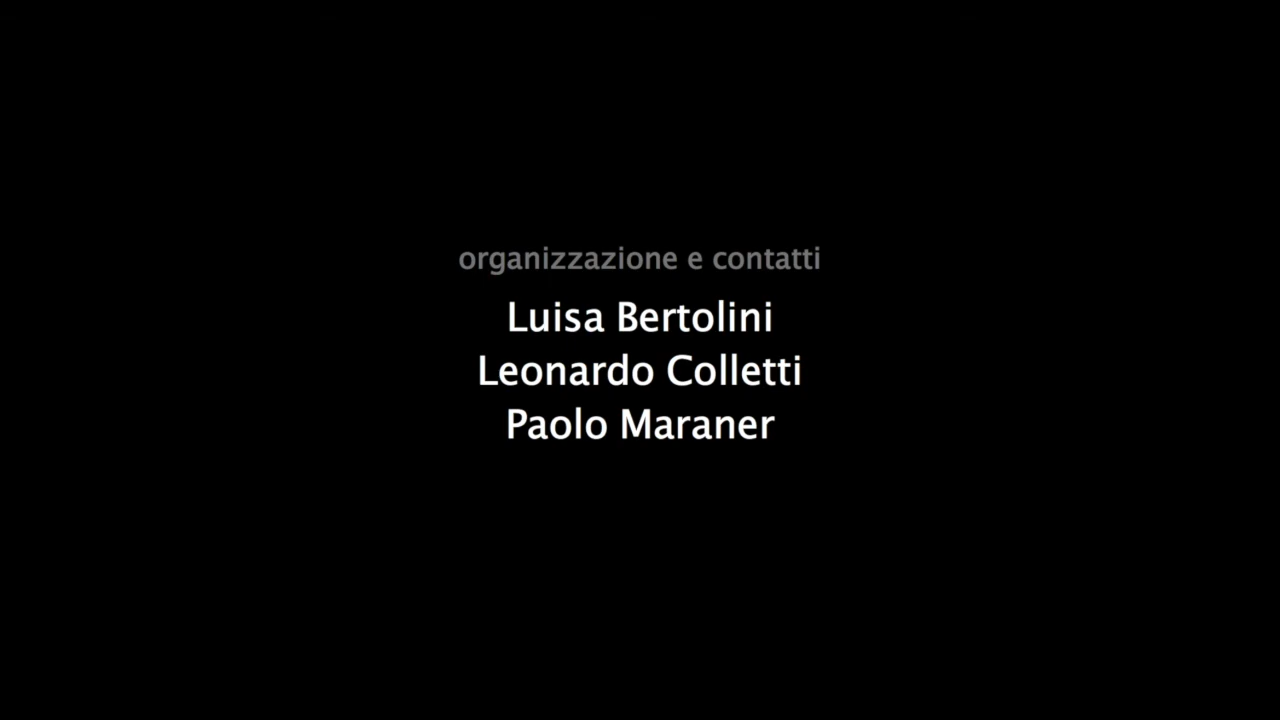 organizzazione e contatti
Luisa Bertolini
Leonardo Colletti
Paolo Maraner